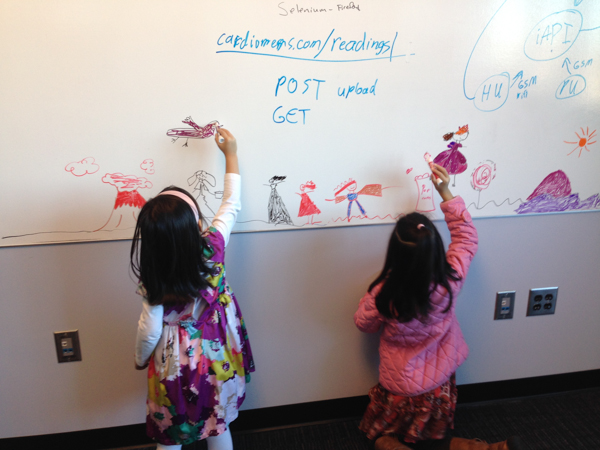 Selenium - Firefox
cardiomems.com/readings/
POST upload
GET
iAPI
GSM
HU
GSM
PU